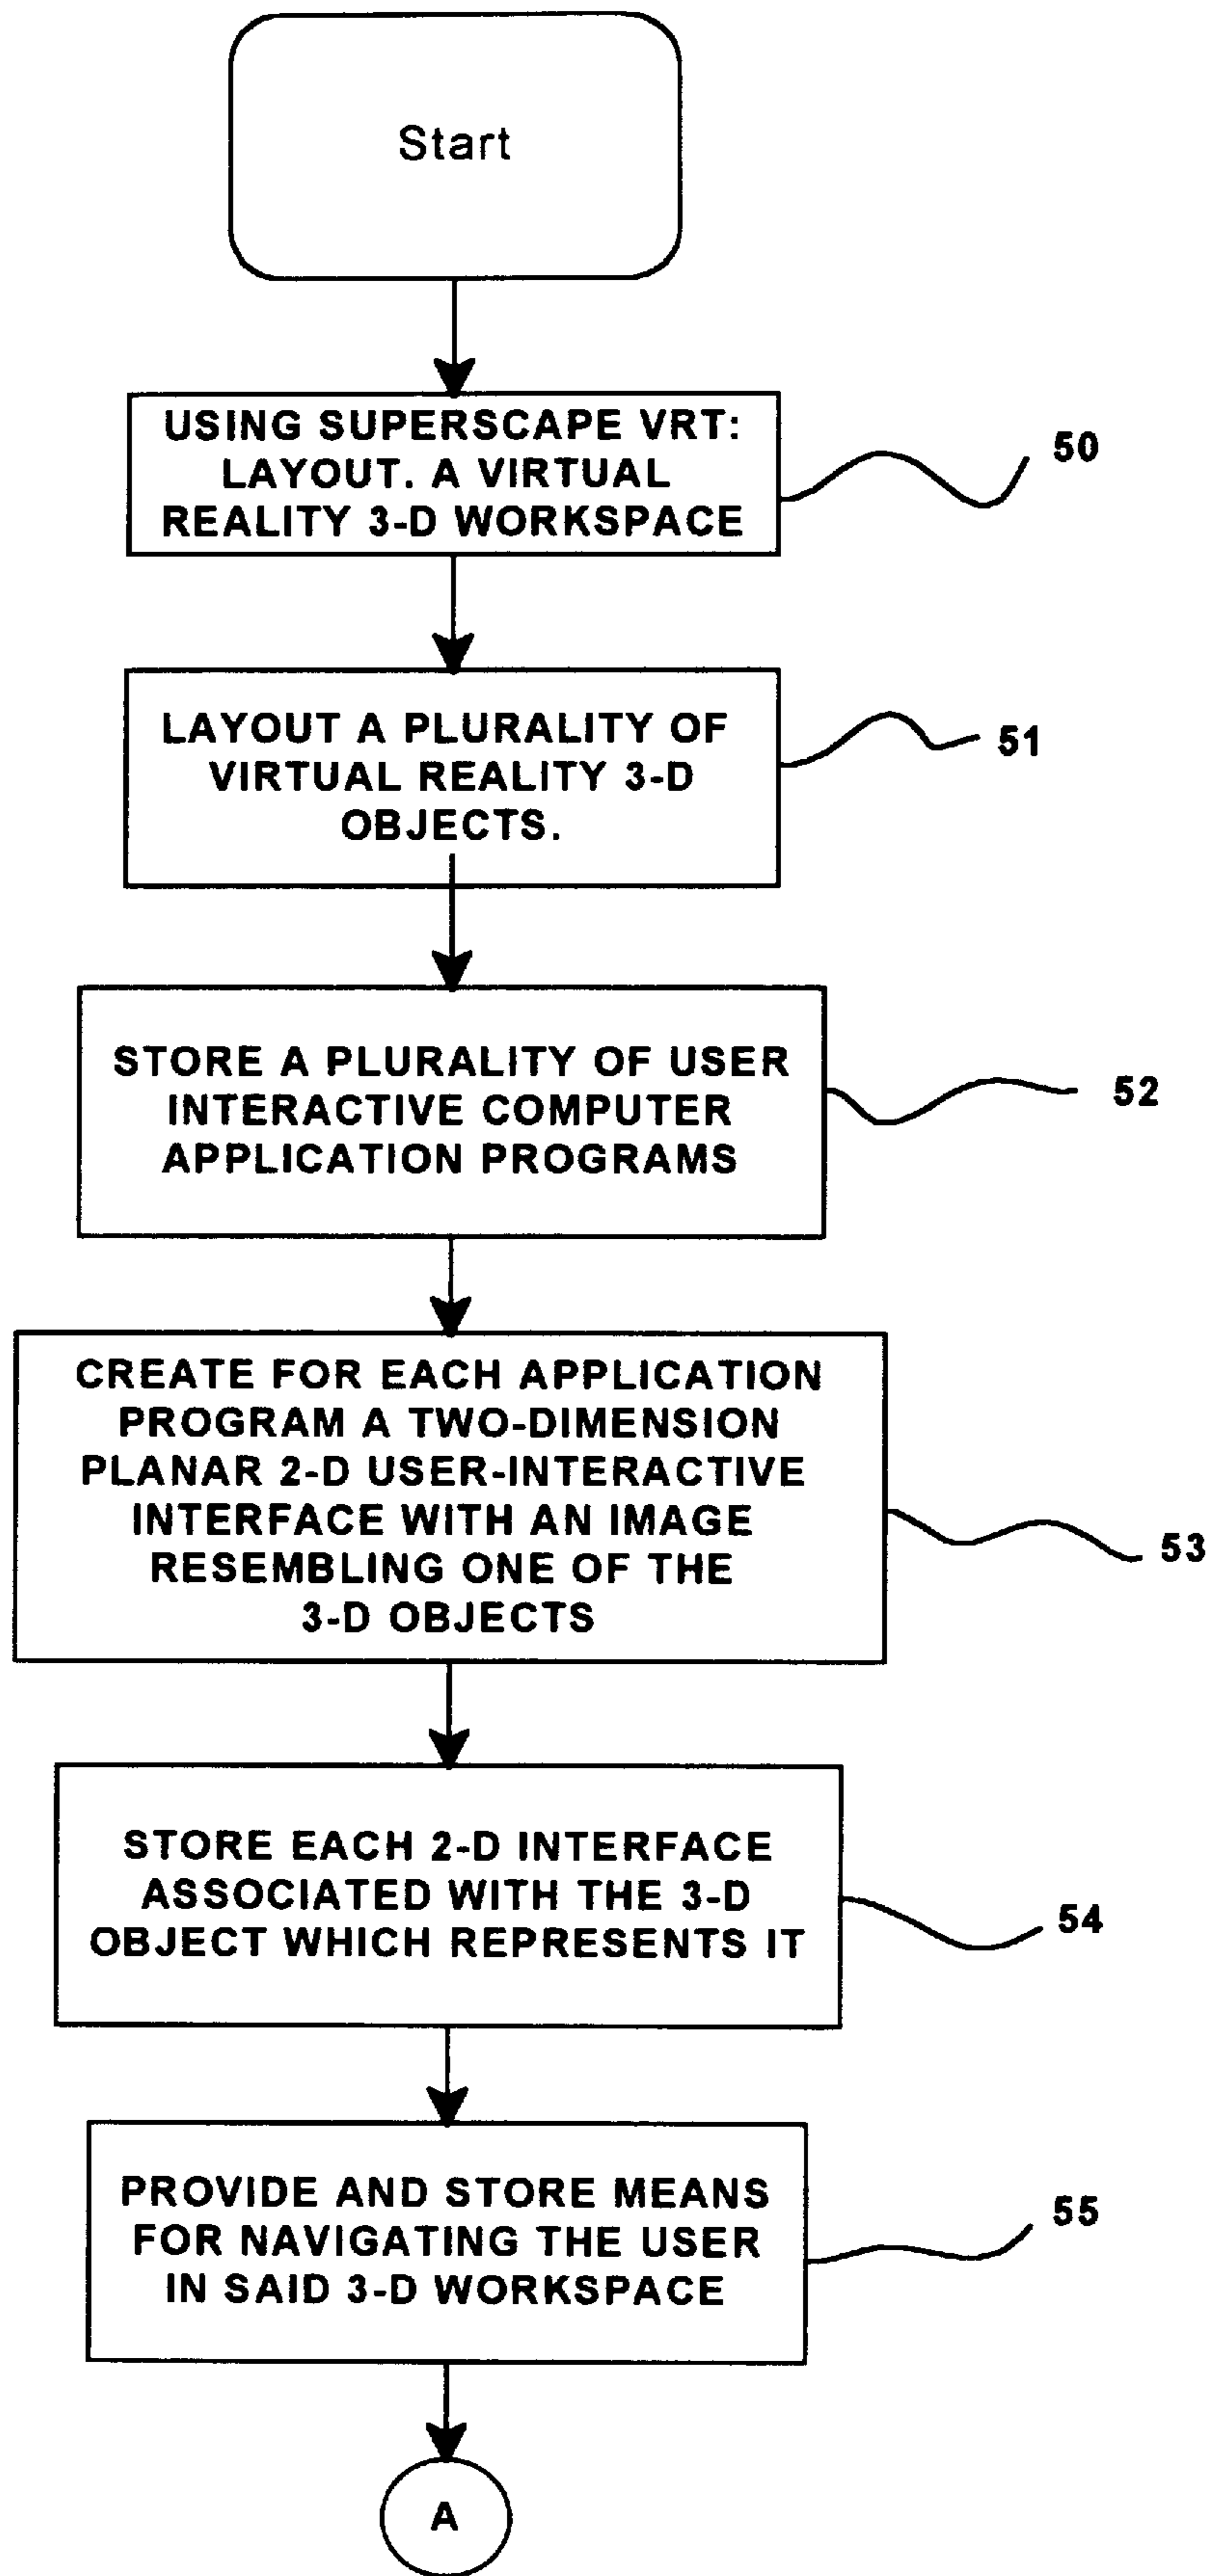 Start
USING SUPERSCAPE VRT:
LAYOUT. A VIRTUAL
REALITY 3-D WORKSPACE
50
LAYOUT A PLURALITY OF
VIRTUAL REALITY 3-D
OBJECTS.
51
STORE A PLURALITY OF USER
INTERACTIVE COMPUTER
APPLICATION PROGRAMS
52
CREATE FOR EACH APPLICATION
PROGRAM A TWO-DIMENSION
PLANAR 2-D USER-INTERACTIVE
INTERFACE WITH AN IMAGE
RESEMBLING ONE OF THE
3-D OBJECTS
53
STORE EACH 2-D INTERFACE
ASSOCIATED WITH THE 3-D
OBJECT WHICH REPRESENTS IT
54
PROVIDE AND STORE MEANS
FOR NAVIGATING THE USER
IN SAID 3-D WORKSPACE
55
A